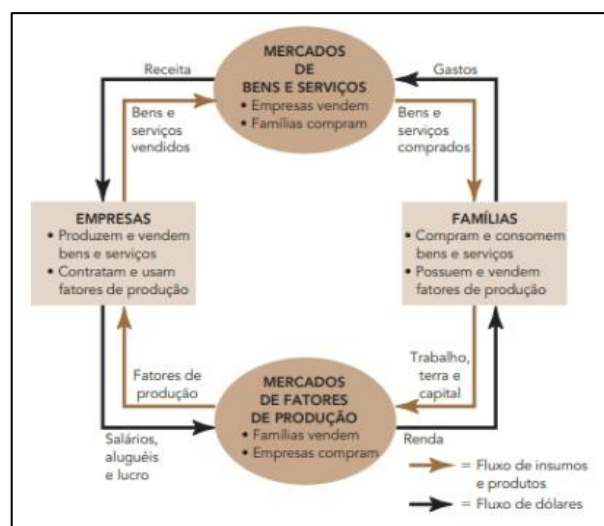 MERCADOS
DE
BENS E SERVIÇOS
• Empresas vendem
• Famílias compram
Receita
Gastos
Bens e
serviços
vendidos
Bens e
serviços
comprados
EMPRESAS
• Produzem e vendem
bens e serviços
• Contratam e usam
fatores de produção
FAMÍLIAS
• Compram e consomem
bens e serviços
• Possuem e vendem
fatores de produção
Fatores de
produção
Trabalho,
terra e
capital
MERCADOS
DE FATORES
DE PRODUÇÃO
• Famílias vendem
• Empresas compram
Salários,
aluguéis
e lucro
Renda
= Fluxo de insumos
e produtos
= Fluxo de dólares